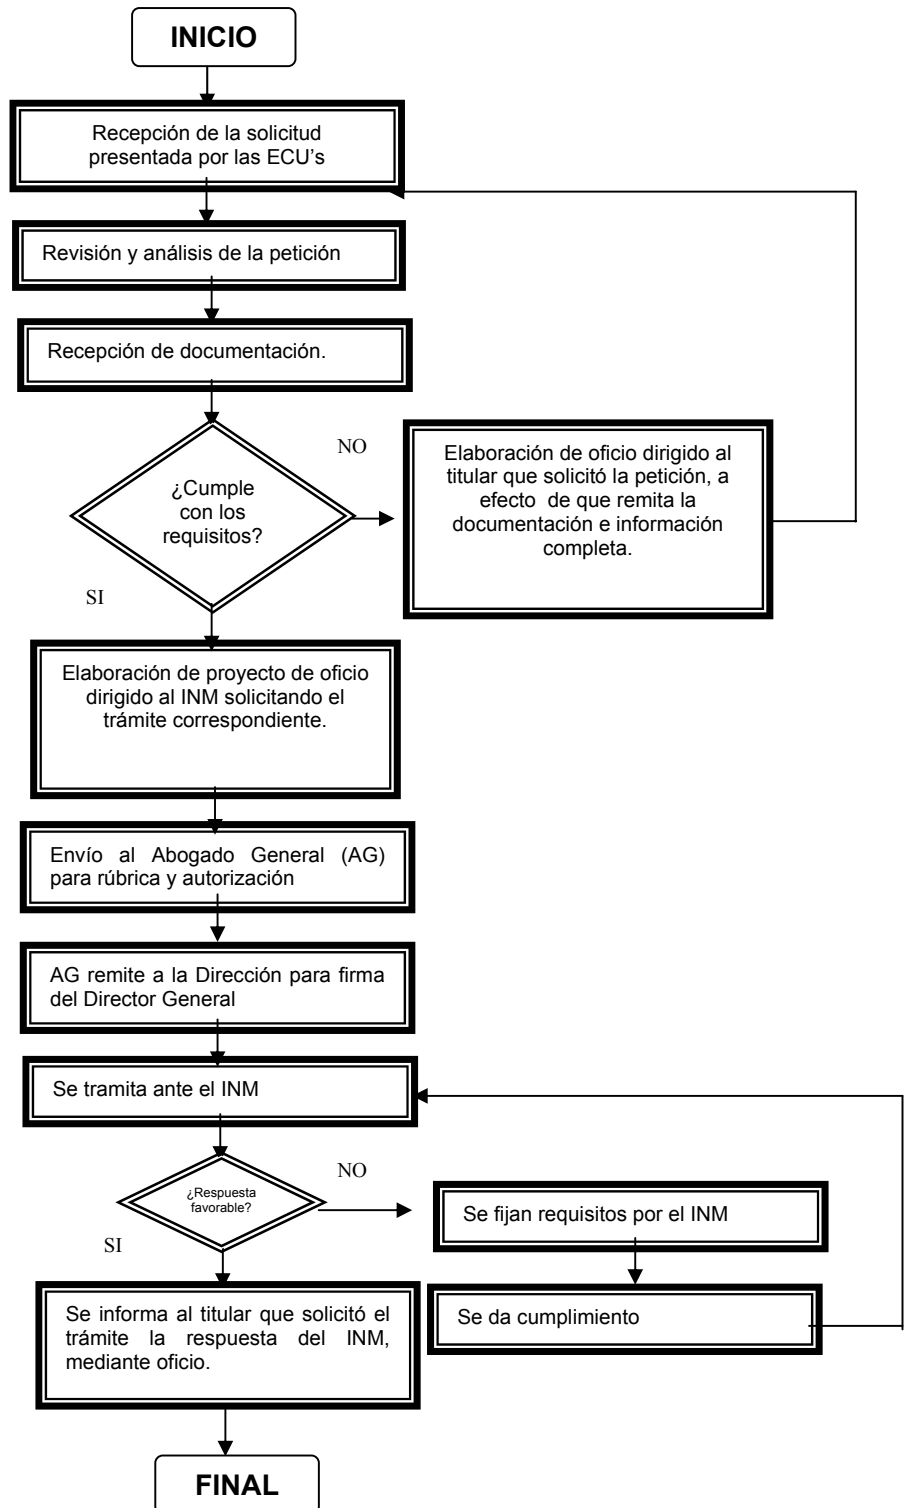 INICIO
Recepción de la solicitud
presentada por las ECU's
Revisión y análisis de la petición
Recepción de documentación.
¿Cumple
con los
requisitos?
NO
Elaboración de oficio dirigido al
titular que solicitó la petición, a
efecto de que remita la
documentación e información
completa.
SI
Elaboración de proyecto de oficio
dirigido al INM solicitando el
trámite correspondiente.
Envío al Abogado General (AG)
para rúbrica y autorización
AG remite a la Dirección para firma
del Director General
Se tramita ante el INM
¿Respuesta
favorable?
NO
Se fijan requisitos por el INM
SI
Se da cumplimiento
Se informa al titular que solicitó el
trámite la respuesta del INM,
mediante oficio.
FINAL